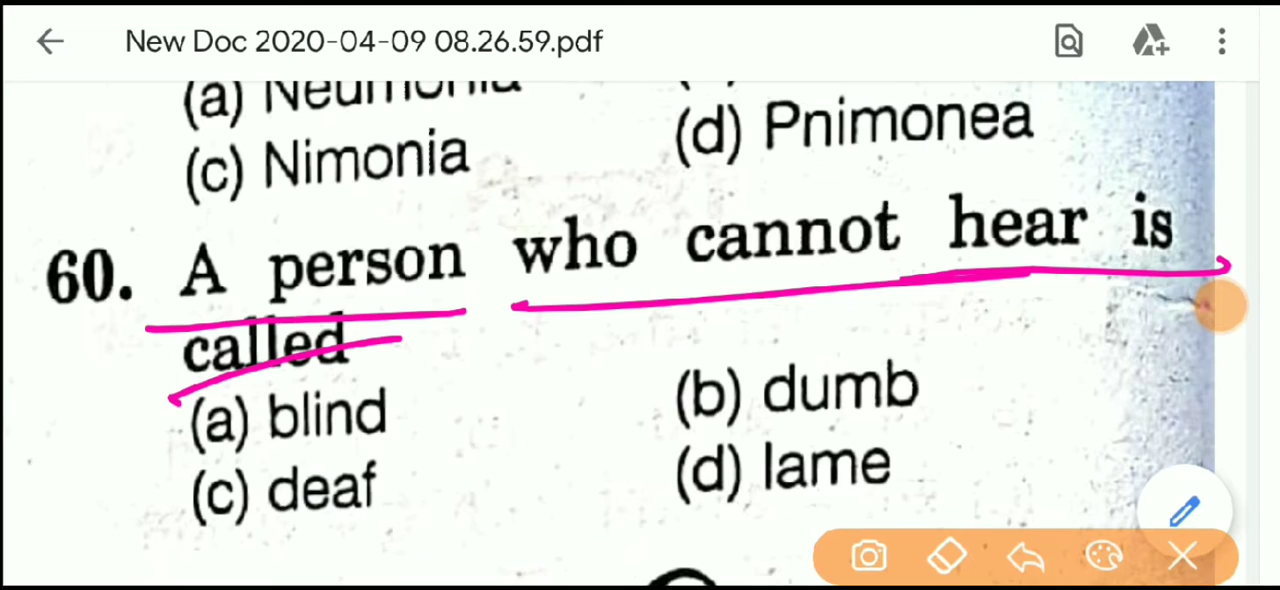 New Doc 2020-04-09 08.26.59.pdf
(a) Neumonia
(c) Nimonia
(d) Pnimonea
60. A person who cannot hear is
called
(a) blind
(b) dumb
(c) deaf
(d) lame